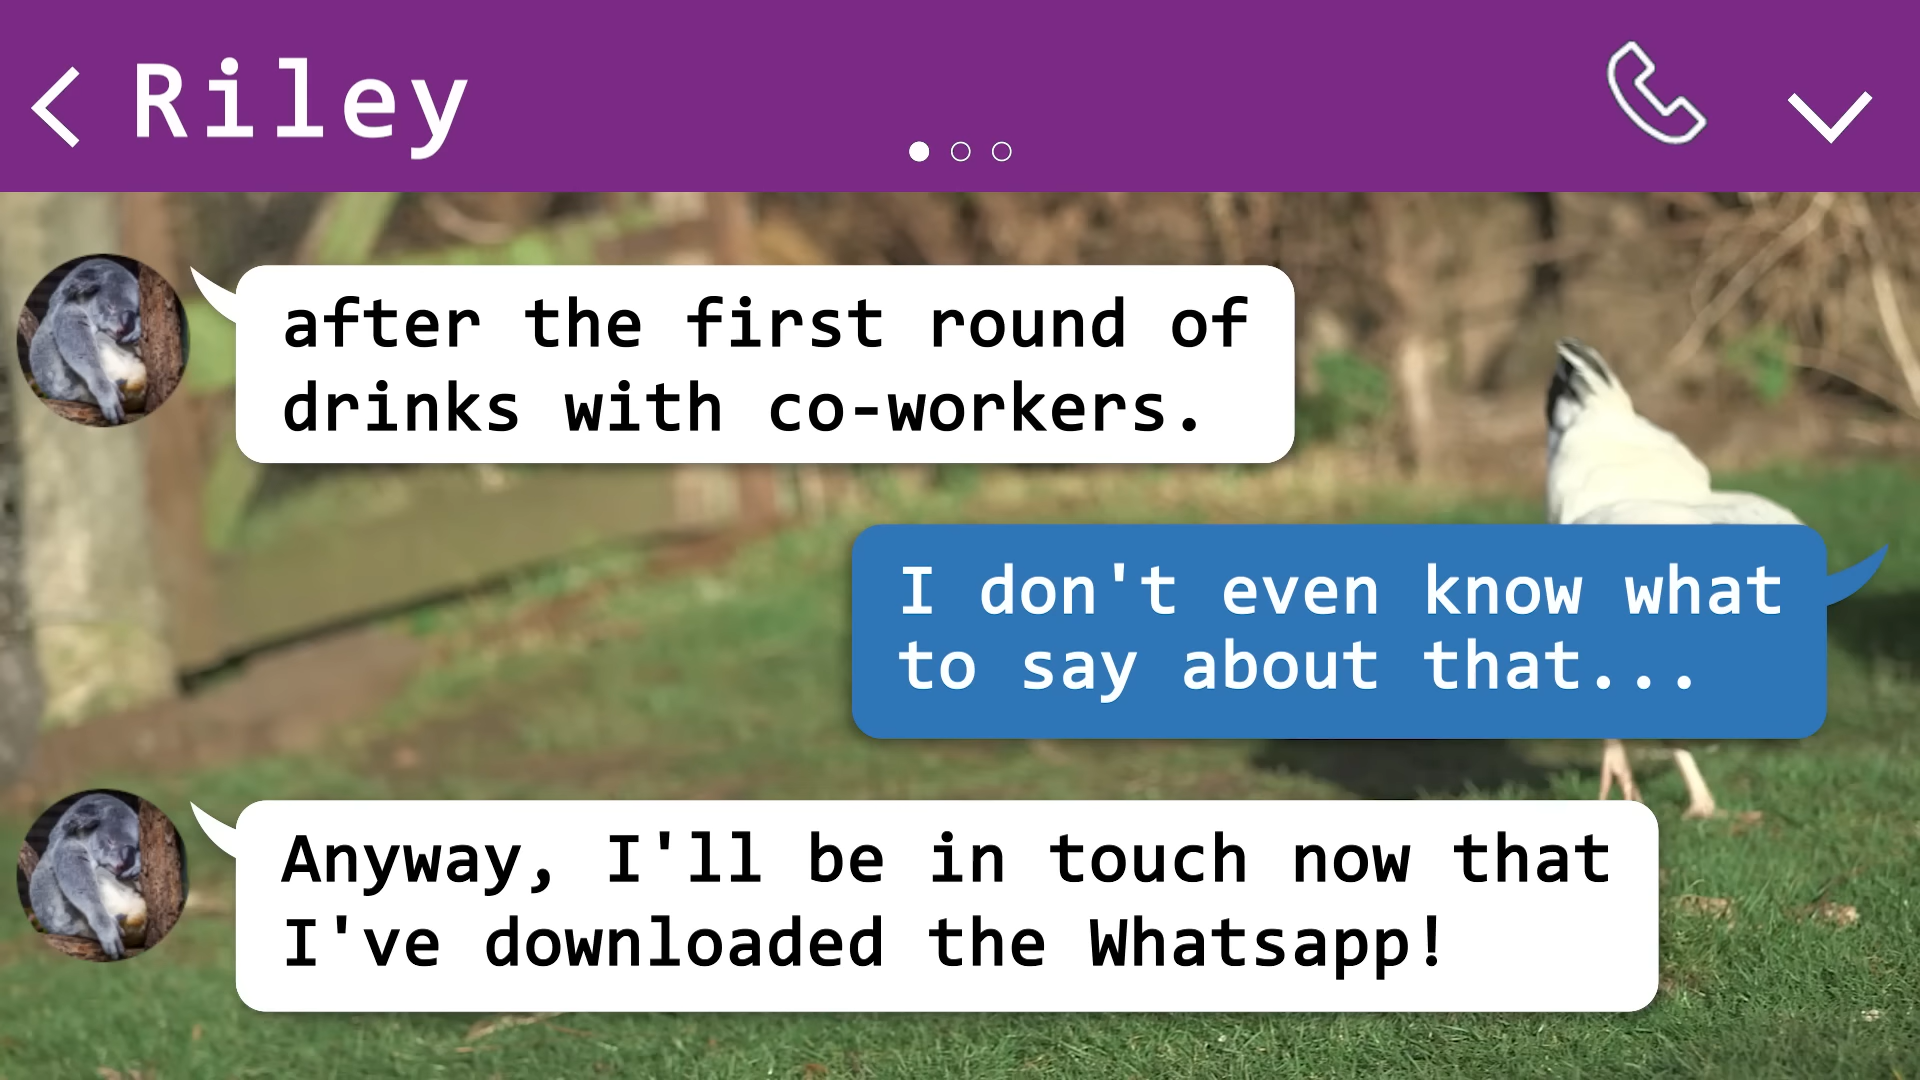 Riley
after the first round of
drinks with co-workers.
I don't even know what
to say about that...
Anyway, I'll be in touch now that
I've downloaded the Whatsapp!